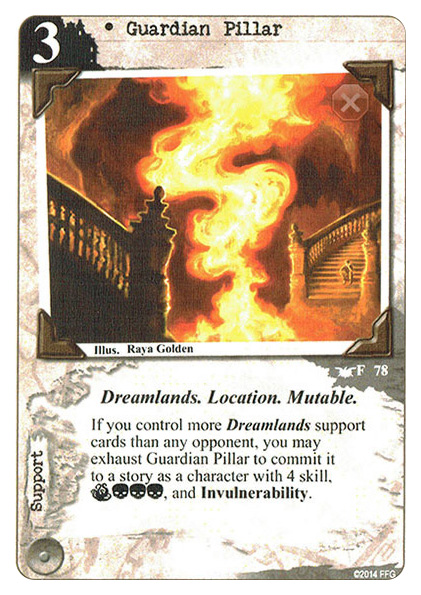 3
• Guardian Pillar
Illus. Raya Golden
F 78
Dreamlands. Location. Mutable.
If you control more Dreamlands support
cards than any opponent, you may
exhaust Guardian Pillar to commit it
to a story as a character with 4 skill,
, and Invulnerability.
Support
©2014 FFG